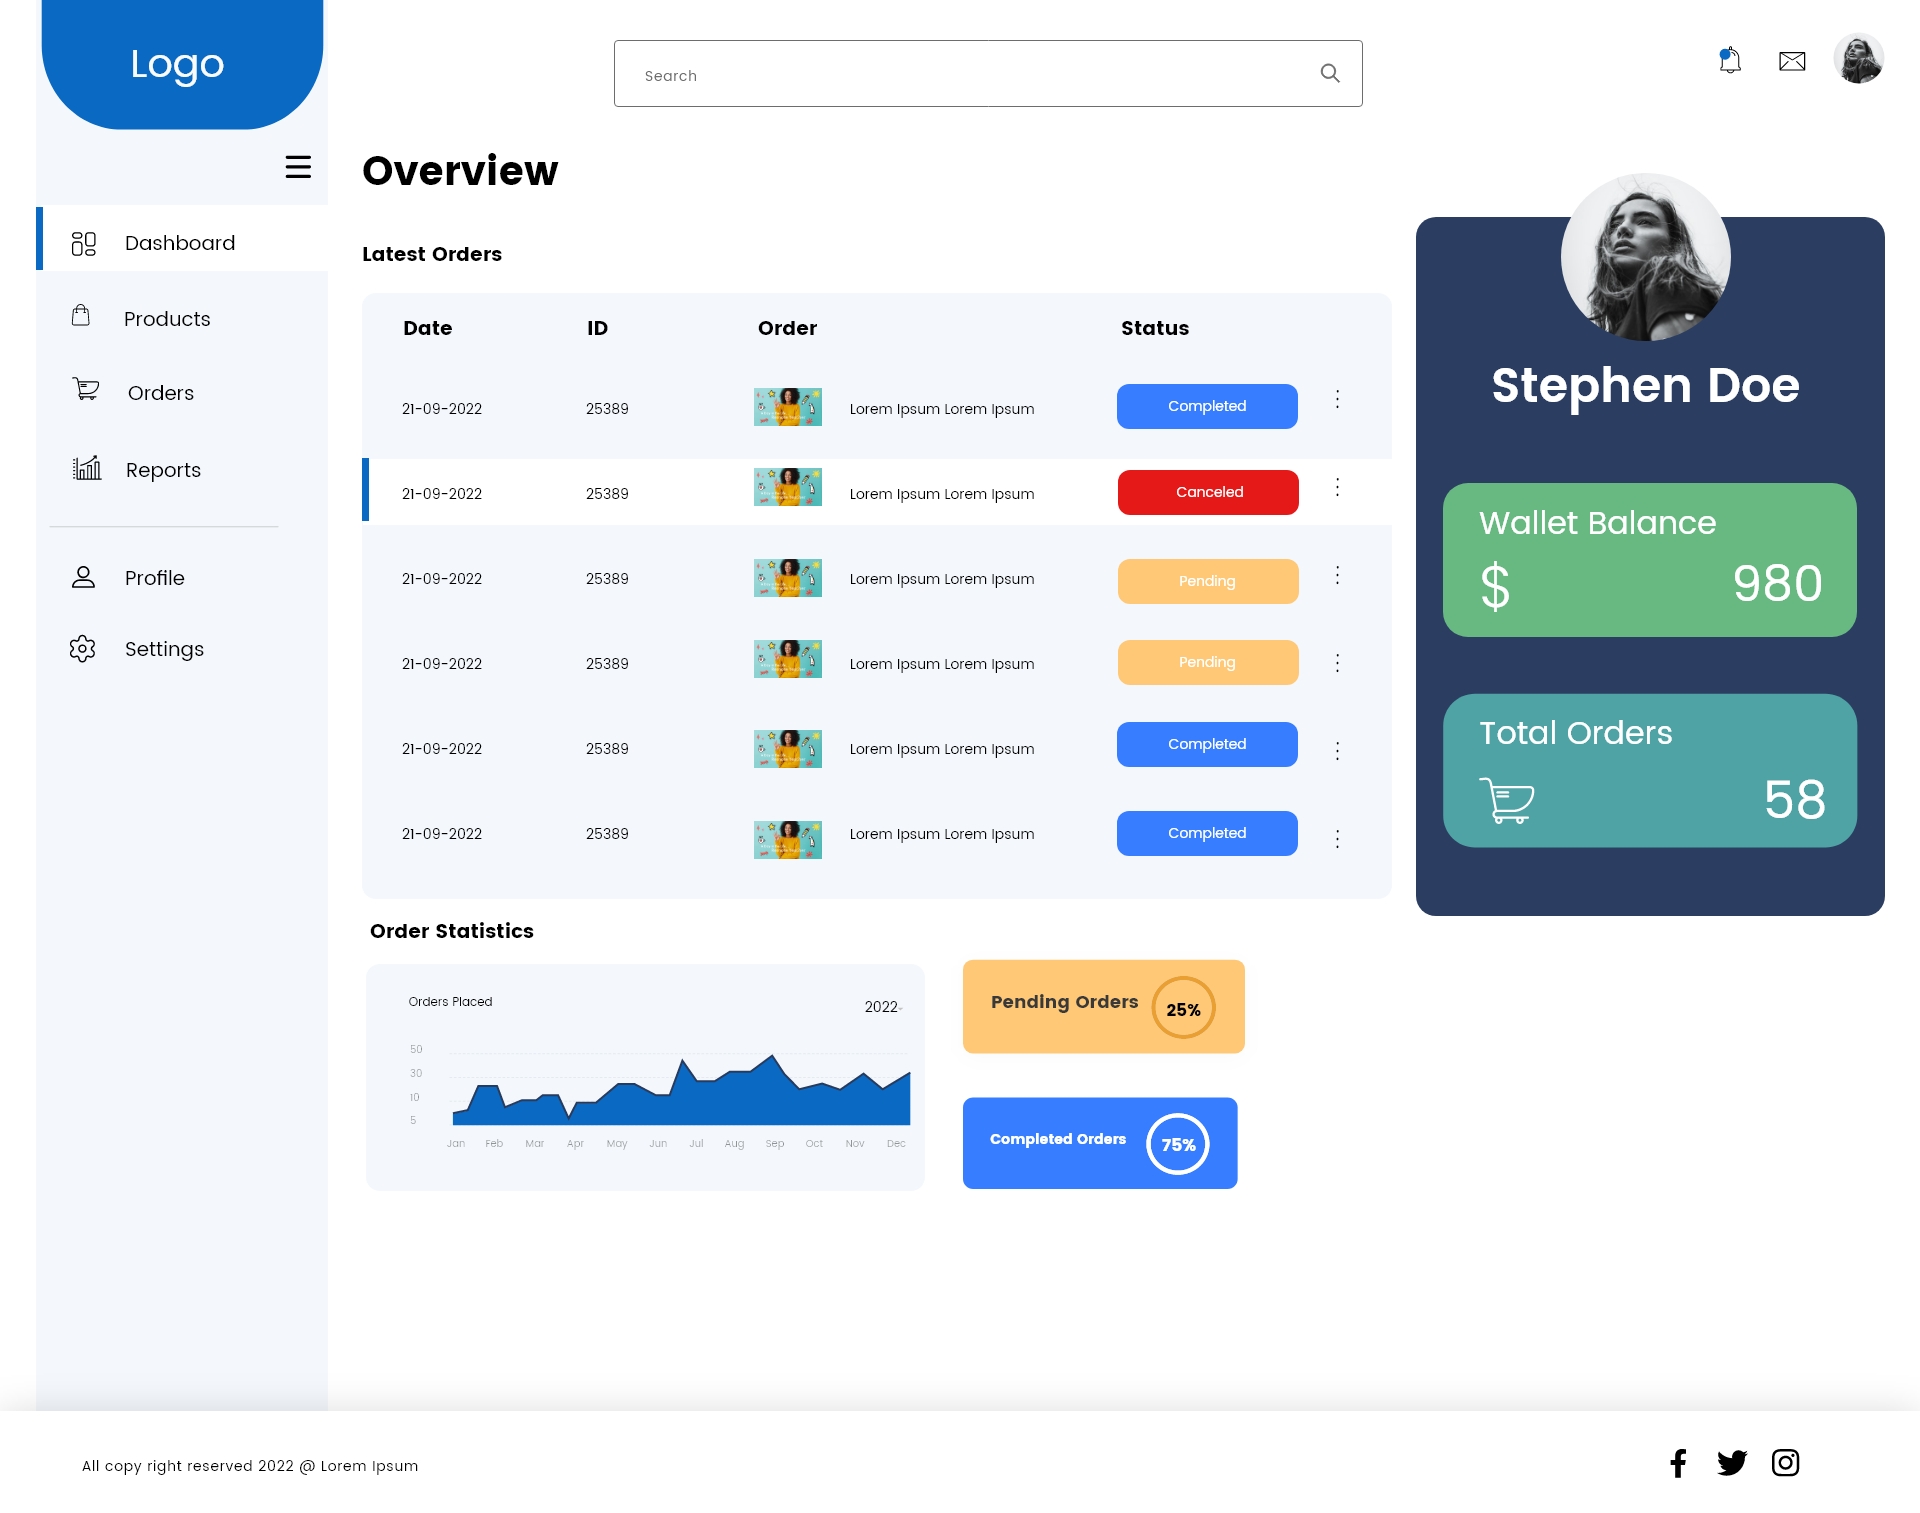 Logo
Search
Overview
Dashboard
Products
Orders
Reports
Profile
Settings
Latest Orders
Date ID Order Status
21-09-2022 25389 Lorem Ipsum Lorem Ipsum Completed
21-09-2022 25389 Lorem Ipsum Lorem Ipsum Canceled
21-09-2022 25389 Lorem Ipsum Lorem Ipsum Pending
21-09-2022 25389 Lorem Ipsum Lorem Ipsum Pending
21-09-2022 25389 Lorem Ipsum Lorem Ipsum Completed
21-09-2022 25389 Lorem Ipsum Lorem Ipsum Completed
Stephen Doe
Wallet Balance
$ 980
Total Orders
58
Order Statistics
Orders Placed
2022
50
30
10
5
Jan Feb Mar Apr May Jun Jul Aug Sep Oct Nov Dec
Pending Orders 25%
Completed Orders 75%
All copy right reserved 2022 @ Lorem Ipsum